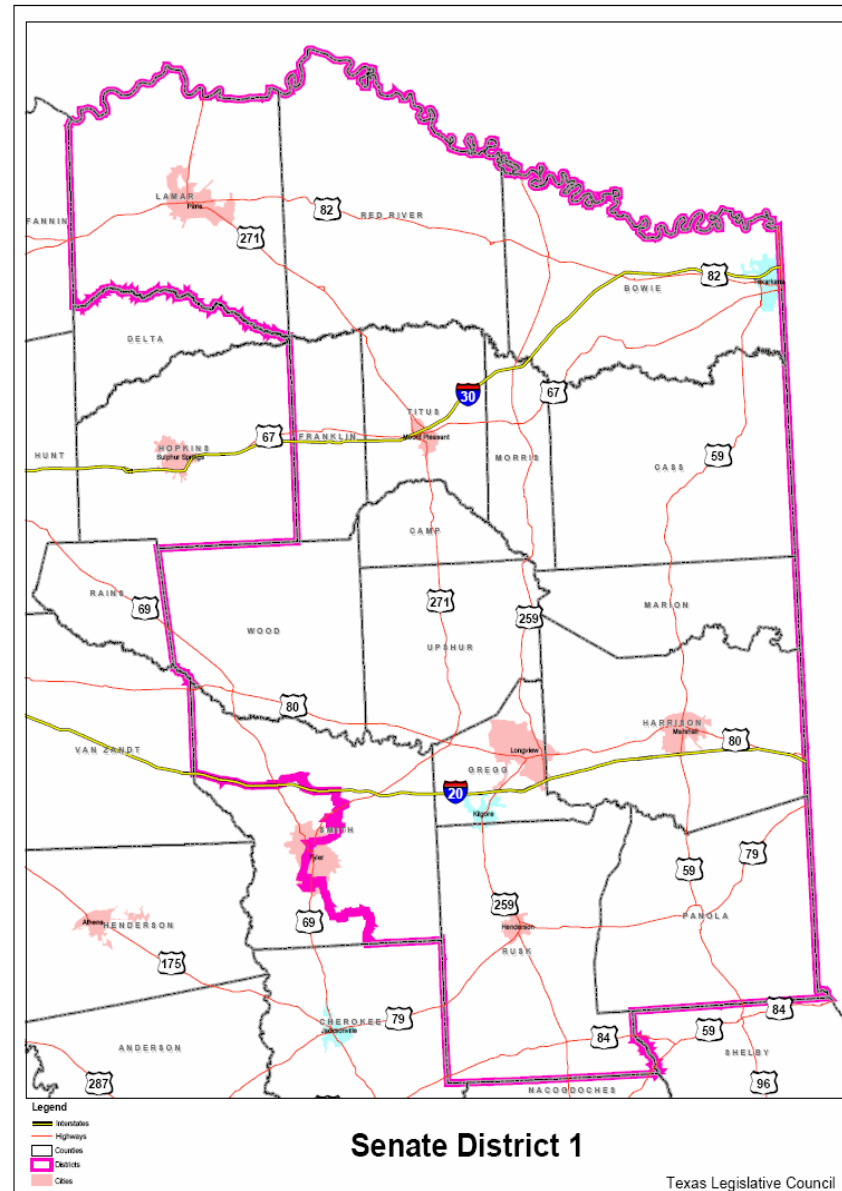 LAMAR
Paris
FANNIN
82
RED RIVER
271
82
BOWIE
Texarkana
DELTA
30
67
TITUS
67
FRANKLIN
Mount Pleasant
HOPKINS
Sulphur Springs
HUNT
MORRIS
59
CASS
CAMP
RAINS
69
271
259
MARION
WOOD
UPSHUR
80
HARRISON
Marshall
80
VAN ZANDT
Longview
GREGG
20
Kilgore
SMITH
Tyler
59
79
HENDERSON
Athens
69
259
Henderson
RUSK
PANOLA
175
CHEROKEE
Jacksonville
79
84
84
59
SHELBY
ANDERSON
287
NACOGDOCHES
96
Legend
Interstates
Highways
Counties
Districts
Cities
Senate District 1
Texas Legislative Council